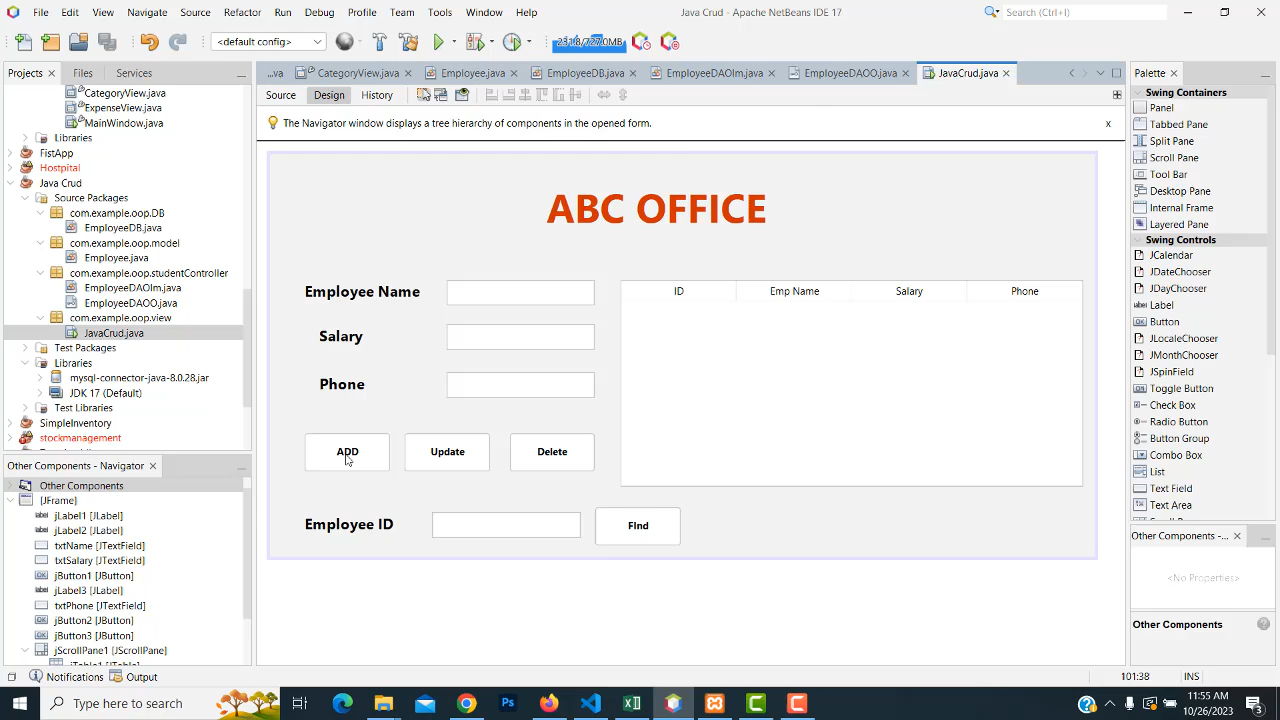 File Edit View Navigate Source Refactor Run Debug Profile Team Tools Window Help
Java Crud - Apache NetBeans IDE 17
Search (Ctrl+I)
<default config>
231.8/727.0MB
Projects Files Services
...va CategoryView.java Employee.java EmployeeDB.java EmployeeDAOIm.java EmployeeDAOO.java JavaCrud.java
Palette
Source Design History
The Navigator window displays a tree hierarchy of components in the opened form.
x
CategoryView.java
ExpenseView.java
MainWindow.java
Libraries
FistApp
Hostpital
Java Crud
Source Packages
com.example.oop.DB
EmployeeDB.java
com.example.oop.model
Employee.java
com.example.oop.studentController
EmployeeDAOIm.java
EmployeeDAOO.java
com.example.oop.view
JavaCrud.java
Test Packages
Libraries
mysql-connector-java-8.0.28.jar
JDK 17 (Default)
Test Libraries
SimpleInventory
stockmanagement
Other Components - Navigator
Other Components
[JFrame]
jLabel1 [JLabel]
jLabel2 [JLabel]
txtName [JTextField]
txtSalary [JTextField]
jButton1 [JButton]
jLabel3 [JLabel]
txtPhone [JTextField]
jButton2 [JButton]
jButton3 [JButton]
jScrollPane1 [JScrollPane]
ABC OFFICE
Employee Name
Salary
Phone
ID Emp Name Salary Phone
ADD Update Delete
Employee ID FInd
Swing Containers
Panel
Tabbed Pane
Split Pane
Scroll Pane
Tool Bar
Desktop Pane
Internal Frame
Layered Pane
Swing Controls
JCalendar
JDateChooser
JDayChooser
Label
Button
JLocaleChooser
JMonthChooser
JSpinField
Toggle Button
Check Box
Radio Button
Button Group
Combo Box
List
Text Field
Text Area
Other Components -...
<No Properties>
Other Components
Notifications Output
101:38 INS
Type here to search
11:55 AM
10/26/2023